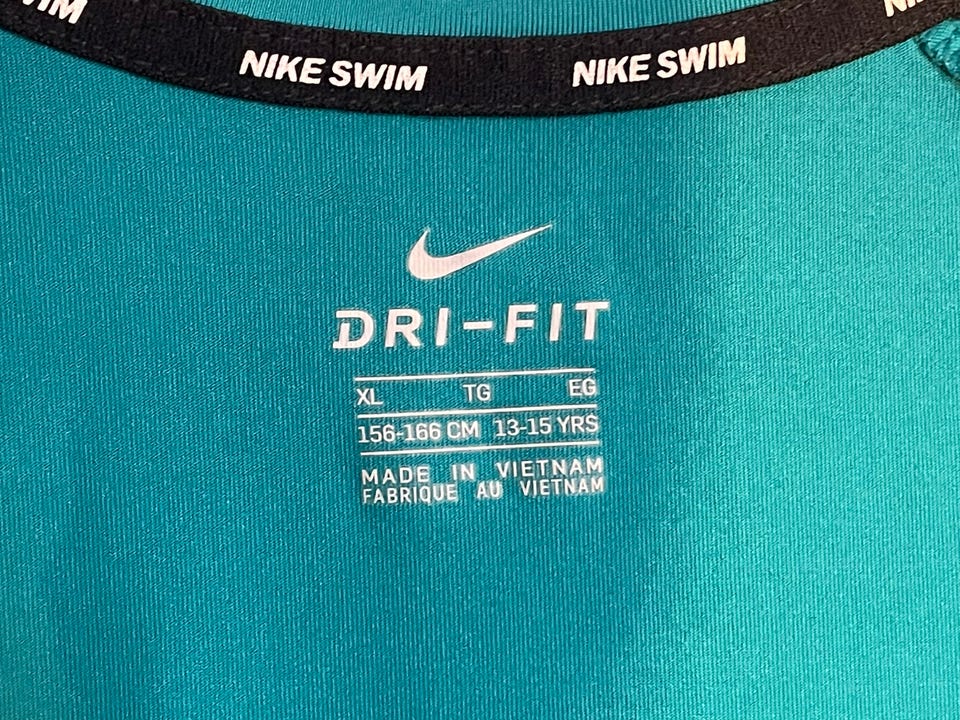 NIKE SWIM NIKE SWIM
DRI-FIT
XL TG EG
156-166 CM 13-15 YRS
MADE IN VIETNAM
FABRIQUE AU VIETNAM